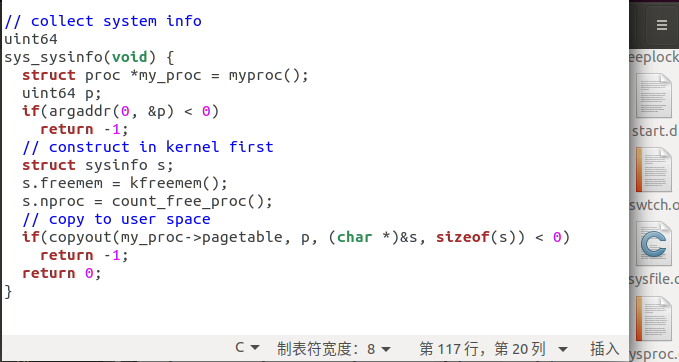 // collect system info
uint64
sys_sysinfo(void) {
  struct proc *my_proc = myproc();
  uint64 p;
  if(argaddr(0, &p) < 0)
    return -1;
  // construct in kernel first
  struct sysinfo s;
  s.freemem = kfreemem();
  s.nproc = count_free_proc();
  // copy to user space
  if(copyout(my_proc->pagetable, p, (char *)&s, sizeof(s)) < 0)
    return -1;
  return 0;
}
C 制表符宽度：8 第 117 行，第 20 列 插入
eeplock
start.d
swtch.o
sysfile.c
ysproc.